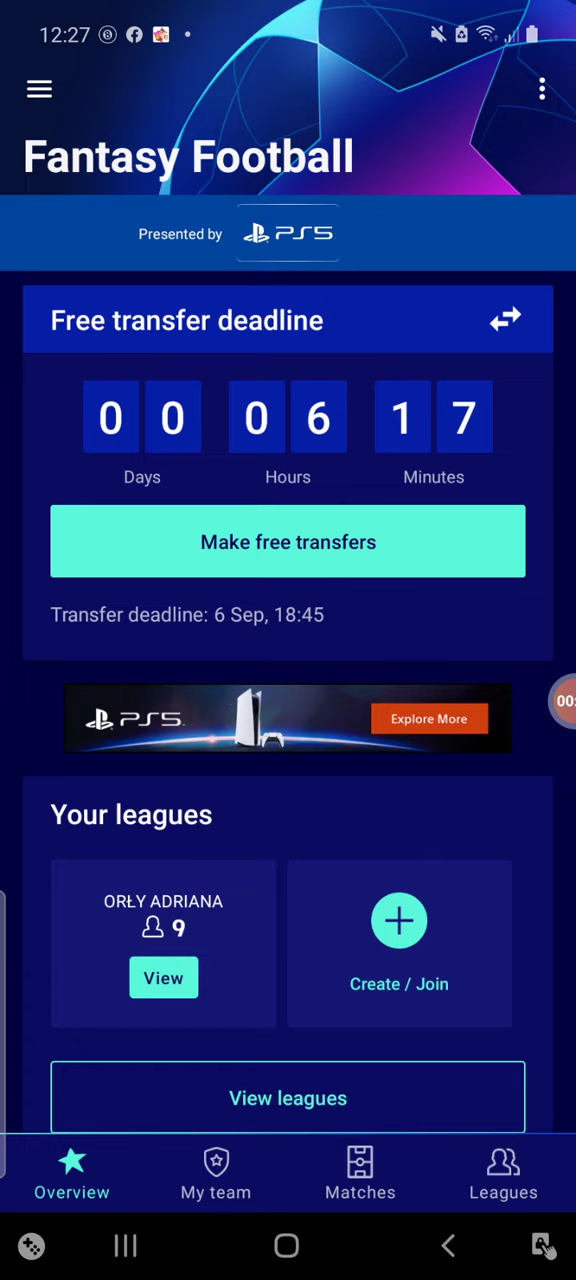 12:27
Fantasy Football
Presented by PS5
Free transfer deadline
0 0 0 6 1 7
Days Hours Minutes
Make free transfers
Transfer deadline: 6 Sep, 18:45
PS5 Explore More
00:
Your leagues
ORŁY ADRIANA
9
View
Create / Join
View leagues
Overview My team Matches Leagues